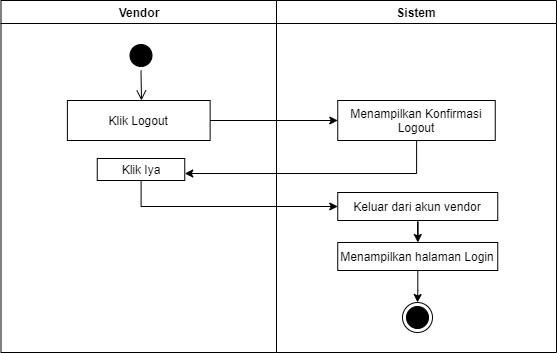 Vendor
Sistem
Klik Logout
Menampilkan Konfirmasi
Logout
Klik Iya
Keluar dari akun vendor
Menampilkan halaman Login